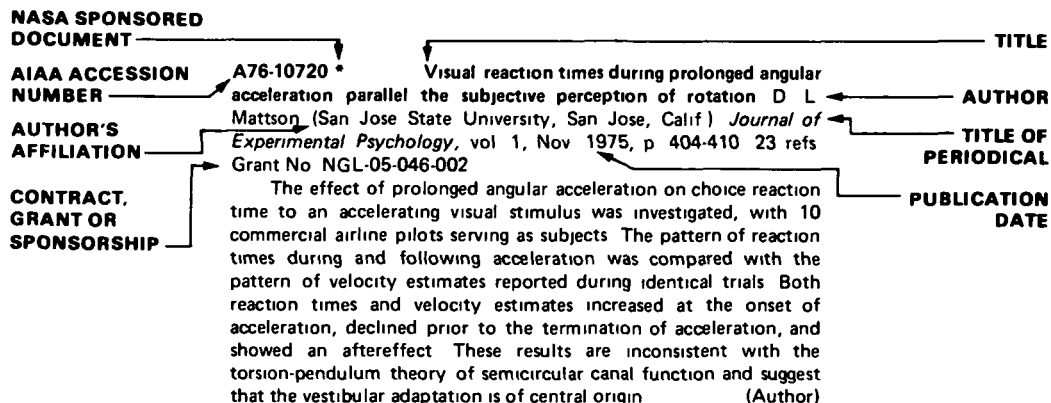 NASA SPONSORED
DOCUMENT
AIAA ACCESSION
NUMBER
AUTHOR'S
AFFILIATION
CONTRACT,
GRANT OR
SPONSORSHIP
A76-10720 * Visual reaction times during prolonged angular
acceleration parallel the subjective perception of rotation D L
Mattson (San Jose State University, San Jose, Calif ) Journal of
Experimental Psychology, vol 1, Nov 1975, p 404-410 23 refs
Grant No NGL-05-046-002
The effect of prolonged angular acceleration on choice reaction
time to an accelerating visual stimulus was investigated, with 10
commercial airline pilots serving as subjects The pattern of reaction
times during and following acceleration was compared with the
pattern of velocity estimates reported during identical trials Both
reaction times and velocity estimates increased at the onset of
acceleration, declined prior to the termination of acceleration, and
showed an aftereffect These results are inconsistent with the
torsion-pendulum theory of semicircular canal function and suggest
that the vestibular adaptation is of central origin (Author)
TITLE
AUTHOR
TITLE OF
PERIODICAL
PUBLICATION
DATE